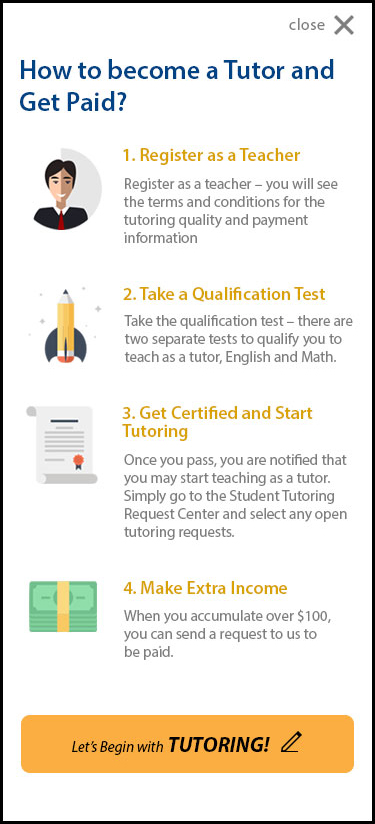 close
How to become a Tutor and
Get Paid?
1. Register as a Teacher
Register as a teacher – you will see
the terms and conditions for the
tutoring quality and payment
information
2. Take a Qualification Test
Take the qualification test – there are
two separate tests to qualify you to
teach as a tutor, English and Math.
3. Get Certified and Start
Tutoring
Once you pass, you are notified that
you may start teaching as a tutor.
Simply go to the Student Tutoring
Request Center and select any open
tutoring requests.
4. Make Extra Income
When you accumulate over $100,
you can send a request to us to
be paid.
Let's Begin with TUTORING!